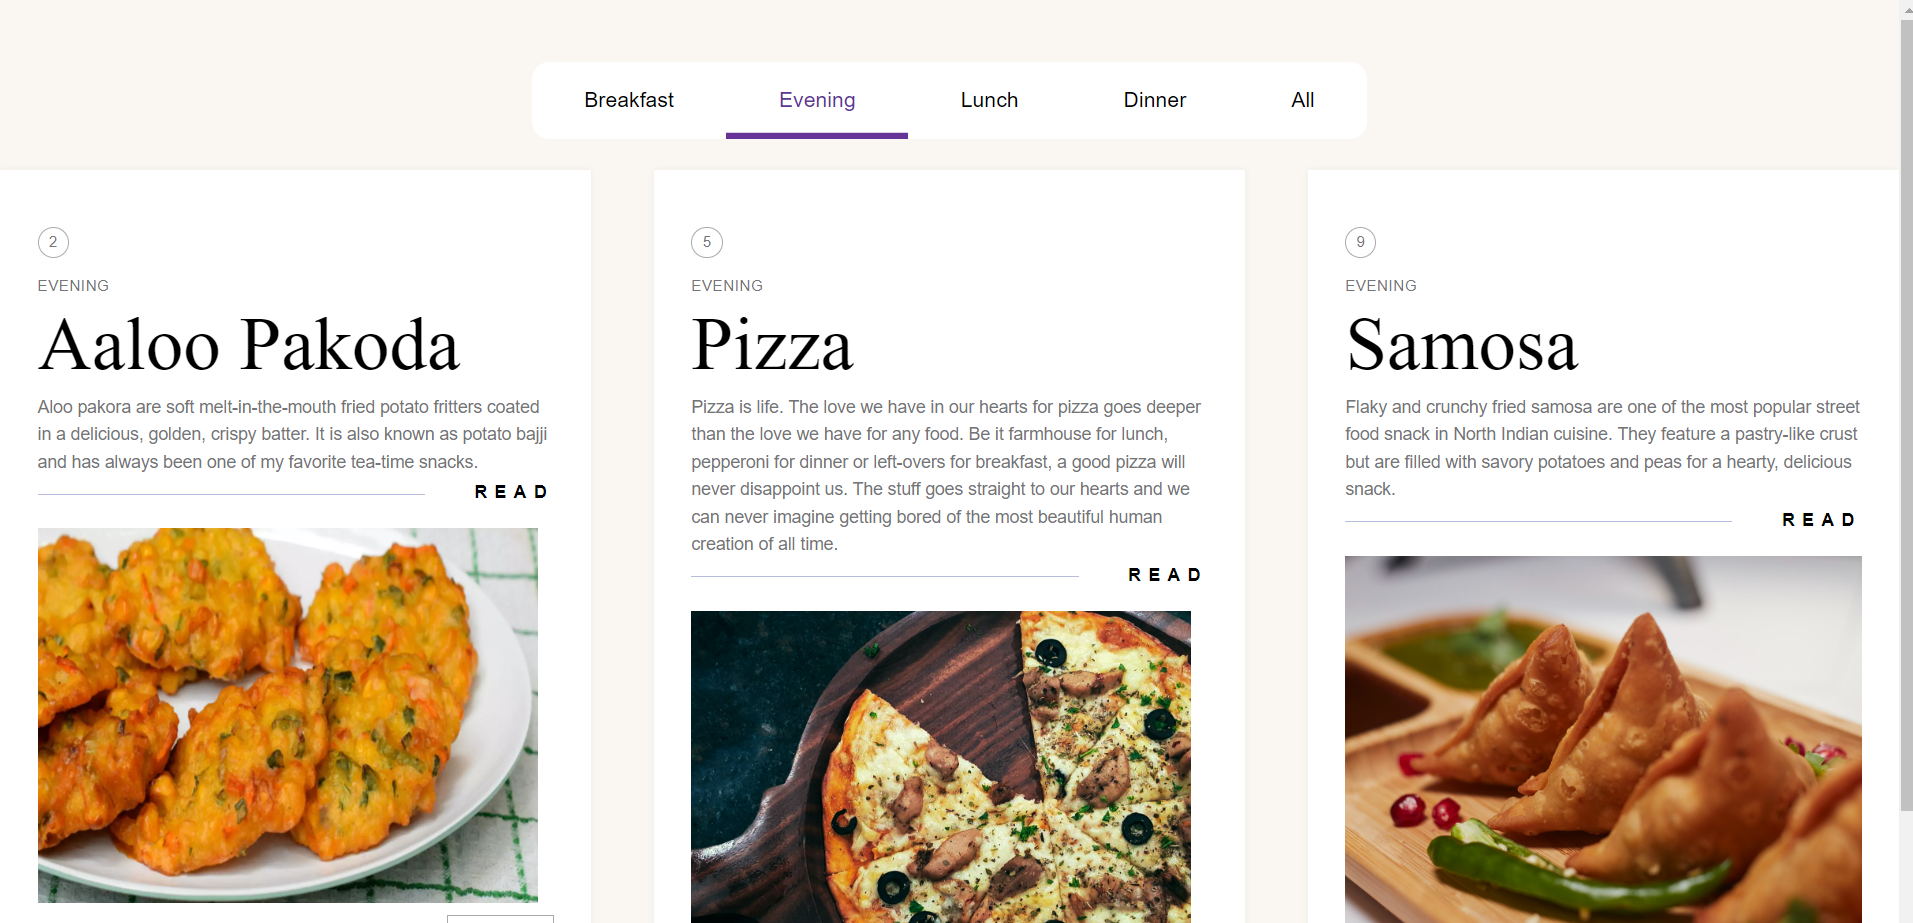 Breakfast Evening Lunch Dinner All
2
EVENING
Aaloo Pakoda
Aloo pakora are soft melt-in-the-mouth fried potato fritters coated
in a delicious, golden, crispy batter. It is also known as potato bajji
and has always been one of my favorite tea-time snacks.
READ
5
EVENING
Pizza
Pizza is life. The love we have in our hearts for pizza goes deeper
than the love we have for any food. Be it farmhouse for lunch,
pepperoni for dinner or left-overs for breakfast, a good pizza will
never disappoint us. The stuff goes straight to our hearts and we
can never imagine getting bored of the most beautiful human
creation of all time.
READ
9
EVENING
Samosa
Flaky and crunchy fried samosa are one of the most popular street
food snack in North Indian cuisine. They feature a pastry-like crust
but are filled with savory potatoes and peas for a hearty, delicious
snack.
READ